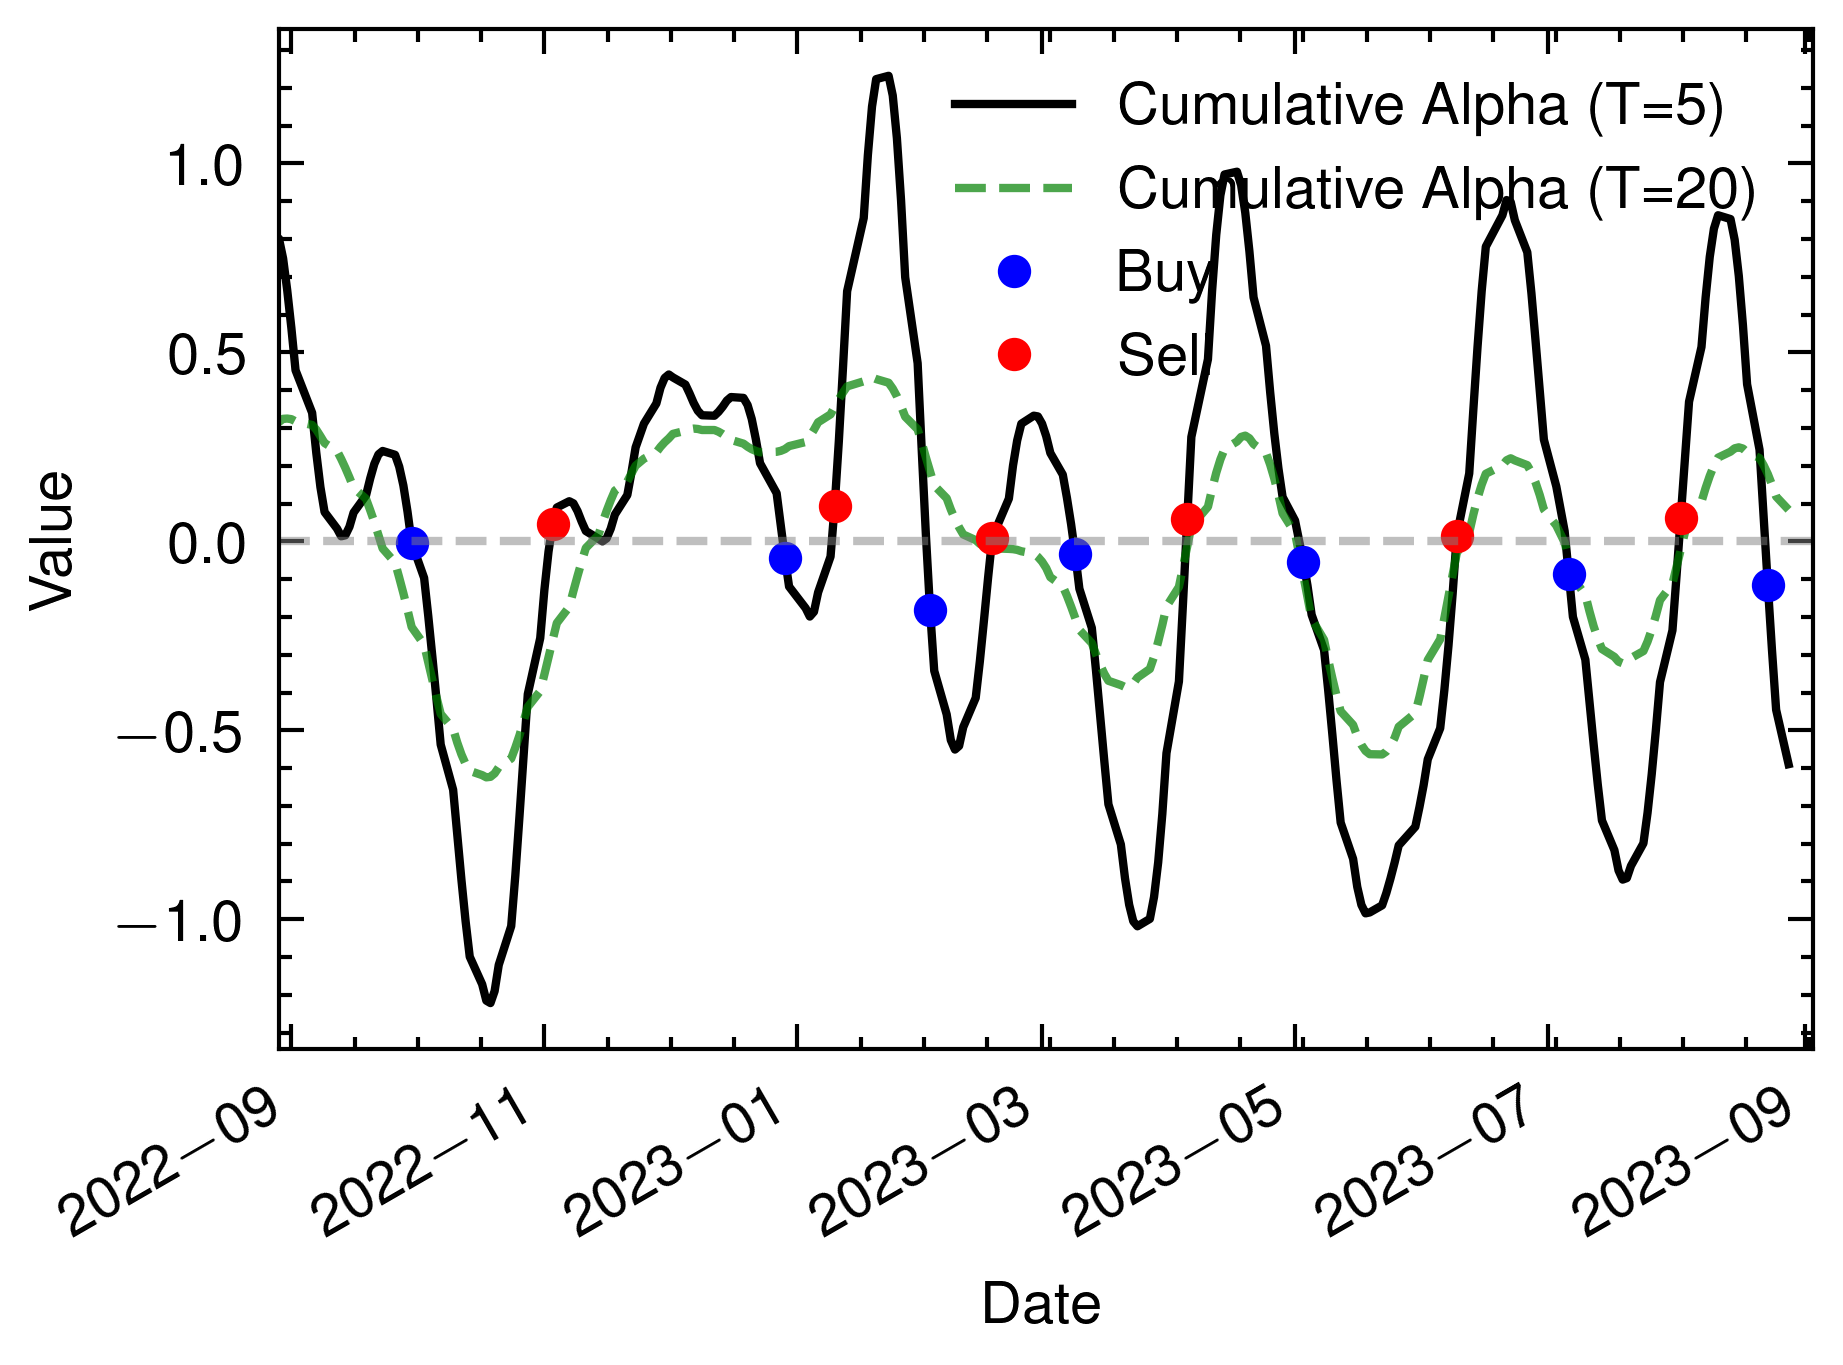 Cumulative Alpha (T=5)
Cumulative Alpha (T=20)
Buy
Sell
1.0
0.5
0.0
−0.5
−1.0
Value
2022−09
2022−11
2023−01
2023−03
2023−05
2023−07
2023−09
Date